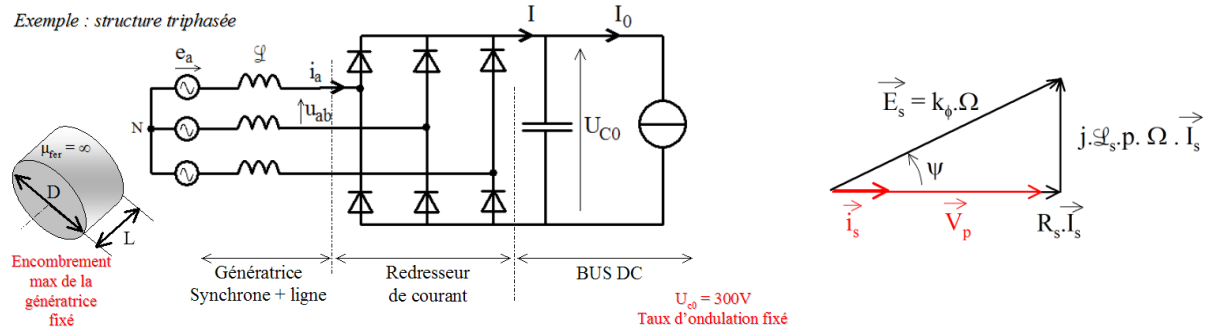 Exemple : structure triphasée
e_a
ℒ
i_a
u_ab
N
I
I_0
U_C0
μ_fer = ∞
D
L
Encombrement
max de la
génératrice
fixé
Génératrice
Synchrone + ligne
Redresseur
de courant
BUS DC
U_c0 = 300V
Taux d’ondulation fixé
E_s = k_ϕ.Ω
j.ℒ_s.p. Ω . I_s
ψ
i_s
V_p
R_s.I_s